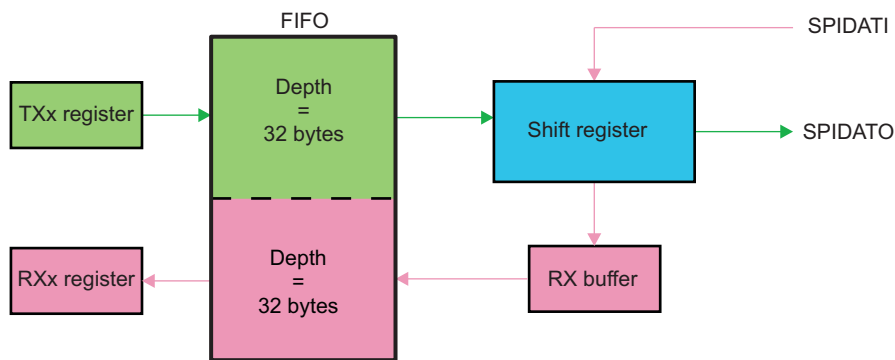 FIFO
SPIDATI
TXx register
Depth
=
32 bytes
Shift register
SPIDATO
RXx register
Depth
=
32 bytes
RX buffer